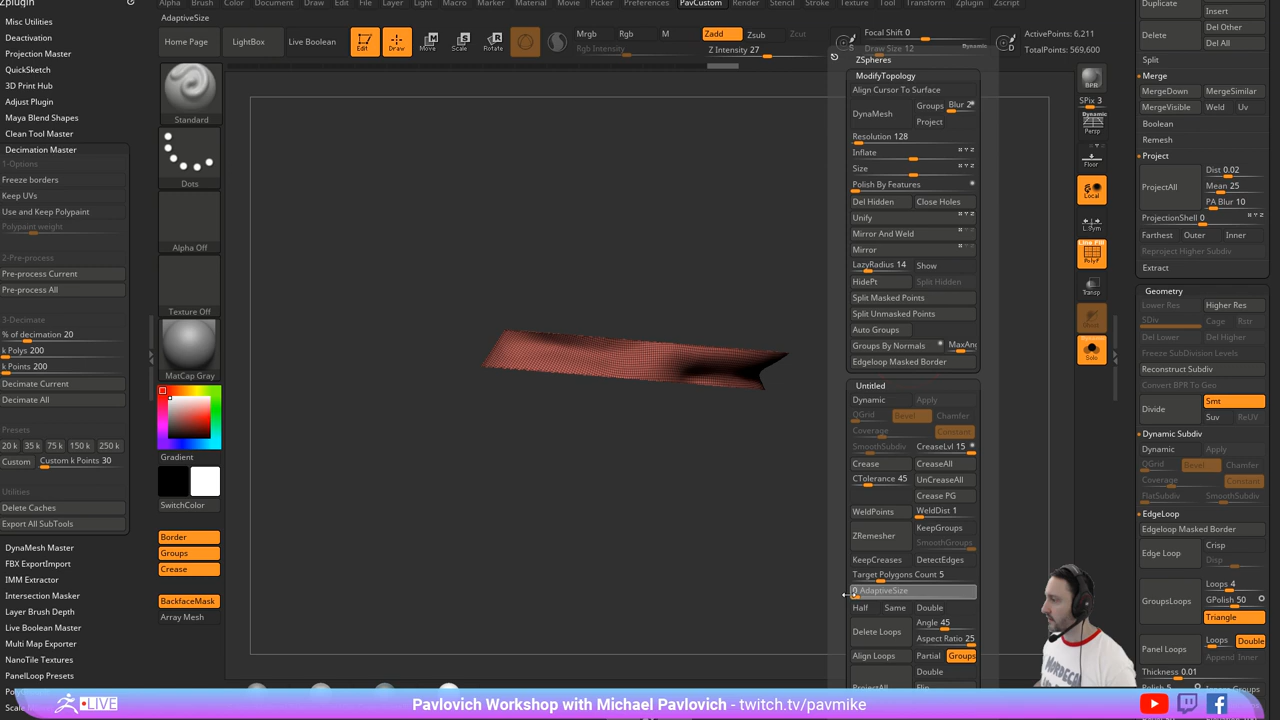 Zplugin
Alpha Brush Color Document Draw Edit File Layer Light Macro Marker Material Movie Picker Preferences PavCustom Render Stencil Stroke Texture Tool Transform Zplugin Zscript
AdaptiveSize
Misc Utilities
Deactivation
Projection Master
QuickSketch
3D Print Hub
Adjust Plugin
Maya Blend Shapes
Clean Tool Master
Decimation Master
1-Options
Freeze borders
Keep UVs
Use and Keep Polypaint
Polypaint weight
2-Pre-process
Pre-process Current
Pre-process All
3-Decimate
% of decimation 20
k Polys 200
k Points 200
Decimate Current
Decimate All
Presets
20 k 35 k 75 k 150 k 250 k
Custom Custom k Points 30
Utilities
Delete Caches
Export All SubTools
DynaMesh Master
FBX ExportImport
IMM Extractor
Intersection Masker
Layer Brush Depth
Live Boolean Master
Multi Map Exporter
NanoTile Textures
PanelLoop Presets
Home Page LightBox Live Boolean
Edit Draw Move Scale Rotate
Mrgb Rgb M
Rgb Intensity
Zadd Zsub Zcut
Z Intensity 27
Focal Shift 0
Draw Size 12
Dynamic
ActivePoints: 6,211
TotalPoints: 569,600
Standard
Dots
Alpha Off
Texture Off
MatCap Gray
Gradient
SwitchColor
Border
Groups
Crease
BackfaceMask
Array Mesh
ZSpheres
ModifyTopology
Align Cursor To Surface
DynaMesh Groups Blur 2
Project
Resolution 128
Inflate
Size
Polish By Features
Del Hidden Close Holes
Unify
Mirror And Weld
Mirror
LazyRadius 14 Show
HidePt Split Hidden
Split Masked Points
Split Unmasked Points
Auto Groups
Groups By Normals MaxAn
Edgeloop Masked Border
Untitled
Dynamic Apply
QGrid Bevel Chamfer
Coverage Constant
SmoothSubdiv CreaseLvl 15
Crease CreaseAll
CTolerance 45 UnCreaseAll
Crease PG
WeldPoints WeldDist 1
ZRemesher KeepGroups
SmoothGroups
KeepCreases DetectEdges
Target Polygons Count 5
0 AdaptiveSize
Half Same Double
Delete Loops Angle 45
Aspect Ratio 25
Align Loops Partial Groups
Double
ProjectAll Flip
BPR
SPix 3
Dynamic
Persp
Floor
Local
L.Sym
Line Fill
PolyF
Transp
Ghost
Dynamic
Solo
Duplicate Insert
Delete Del Other
Del All
Split
Merge
MergeDown MergeSimilar
MergeVisible Weld Uv
Boolean
Remesh
Project
ProjectAll Dist 0.02
Mean 25
PA Blur 10
ProjectionShell 0
Farthest Outer Inner
Reproject Higher Subdiv
Extract
Geometry
Lower Res Higher Res
SDiv Cage Rstr
Del Lower Del Higher
Freeze SubDivision Levels
Reconstruct Subdiv
Convert BPR To Geo
Divide Smt
Suv ReUV
Dynamic Subdiv
Dynamic Apply
QGrid Bevel Chamfer
Coverage Constant
FlatSubdiv SmoothSubdiv
EdgeLoop
Edgeloop Masked Border
Edge Loop Crisp
Disp
GroupsLoops Loops 4
GPolish 50
Triangle
Panel Loops Loops Double
Append Inner
Thickness 0.01
LIVE
Pavlovich Workshop with Michael Pavlovich - twitch.tv/pavmike